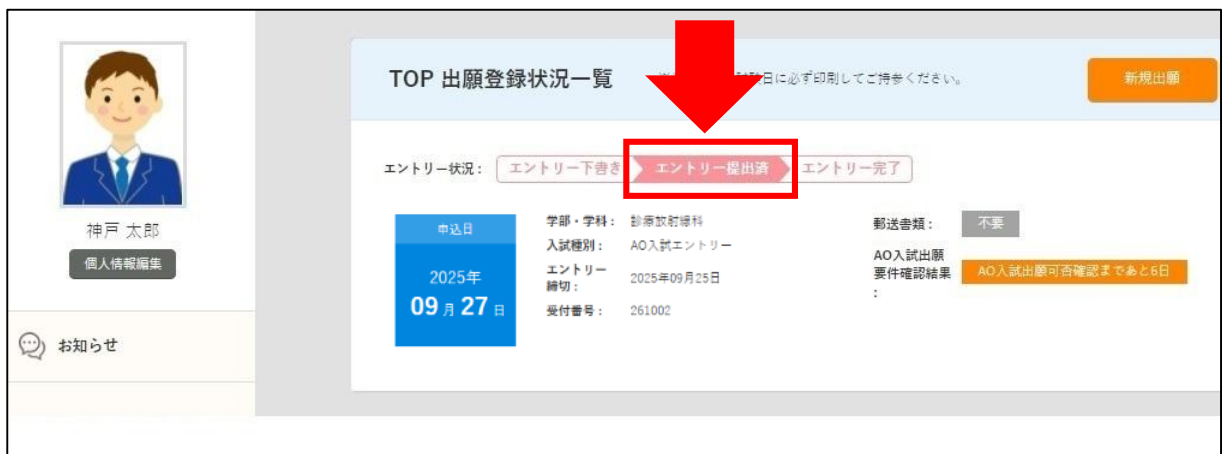 神戸 太郎
個人情報編集
お知らせ
TOP 出願登録状況一覧
日に必ず印刷してご持参ください。
新規出願
エントリー状況： エントリー下書き エントリー提出済 エントリー完了
申込日
2025年
09 月 27 日
学部・学科： 診療放射線科
入試種別： AO入試エントリー
エントリー
締切： 2025年09月25日
受付番号： 261002
郵送書類： 不要
AO入試出願
要件確認結果 AO入試出願可否確認まであと6日
：